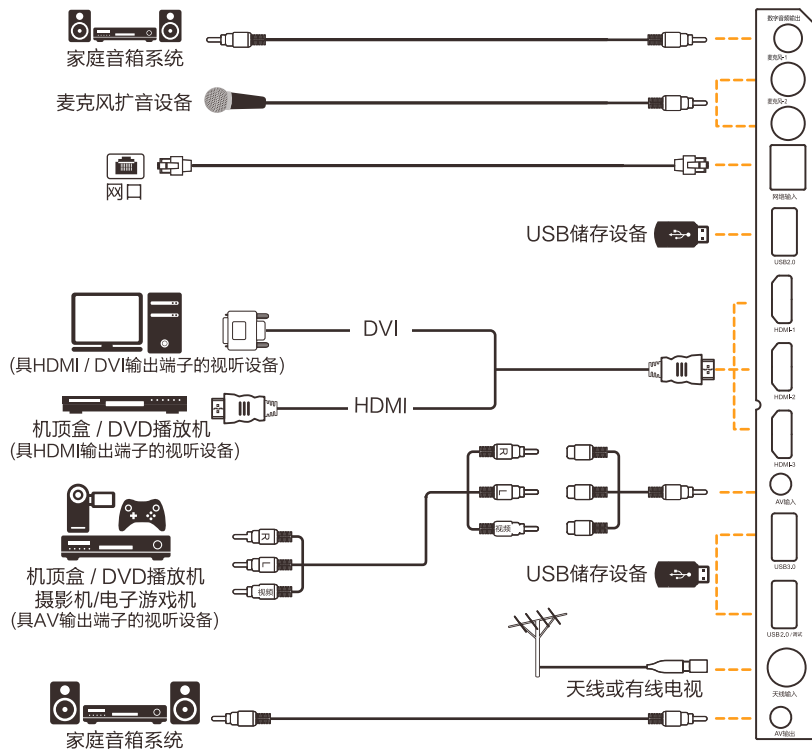 数字音频输出
家庭音箱系统
麦克风-1
麦克风扩音设备
麦克风-2
网口
网络输入
USB储存设备
USB2.0
DVI
HDMI-1
(具HDMI / DVI输出端子的视听设备)
HDMI
HDMI-2
机顶盒 / DVD播放机
(具HDMI输出端子的视听设备)
R
HDMI-3
L
AV输入
视频
R
L
视频
USB储存设备
USB3.0
机顶盒 / DVD播放机
摄影机/电子游戏机
(具AV输出端子的视听设备)
USB2.0/调试
天线或有线电视
天线输入
家庭音箱系统
AV输出